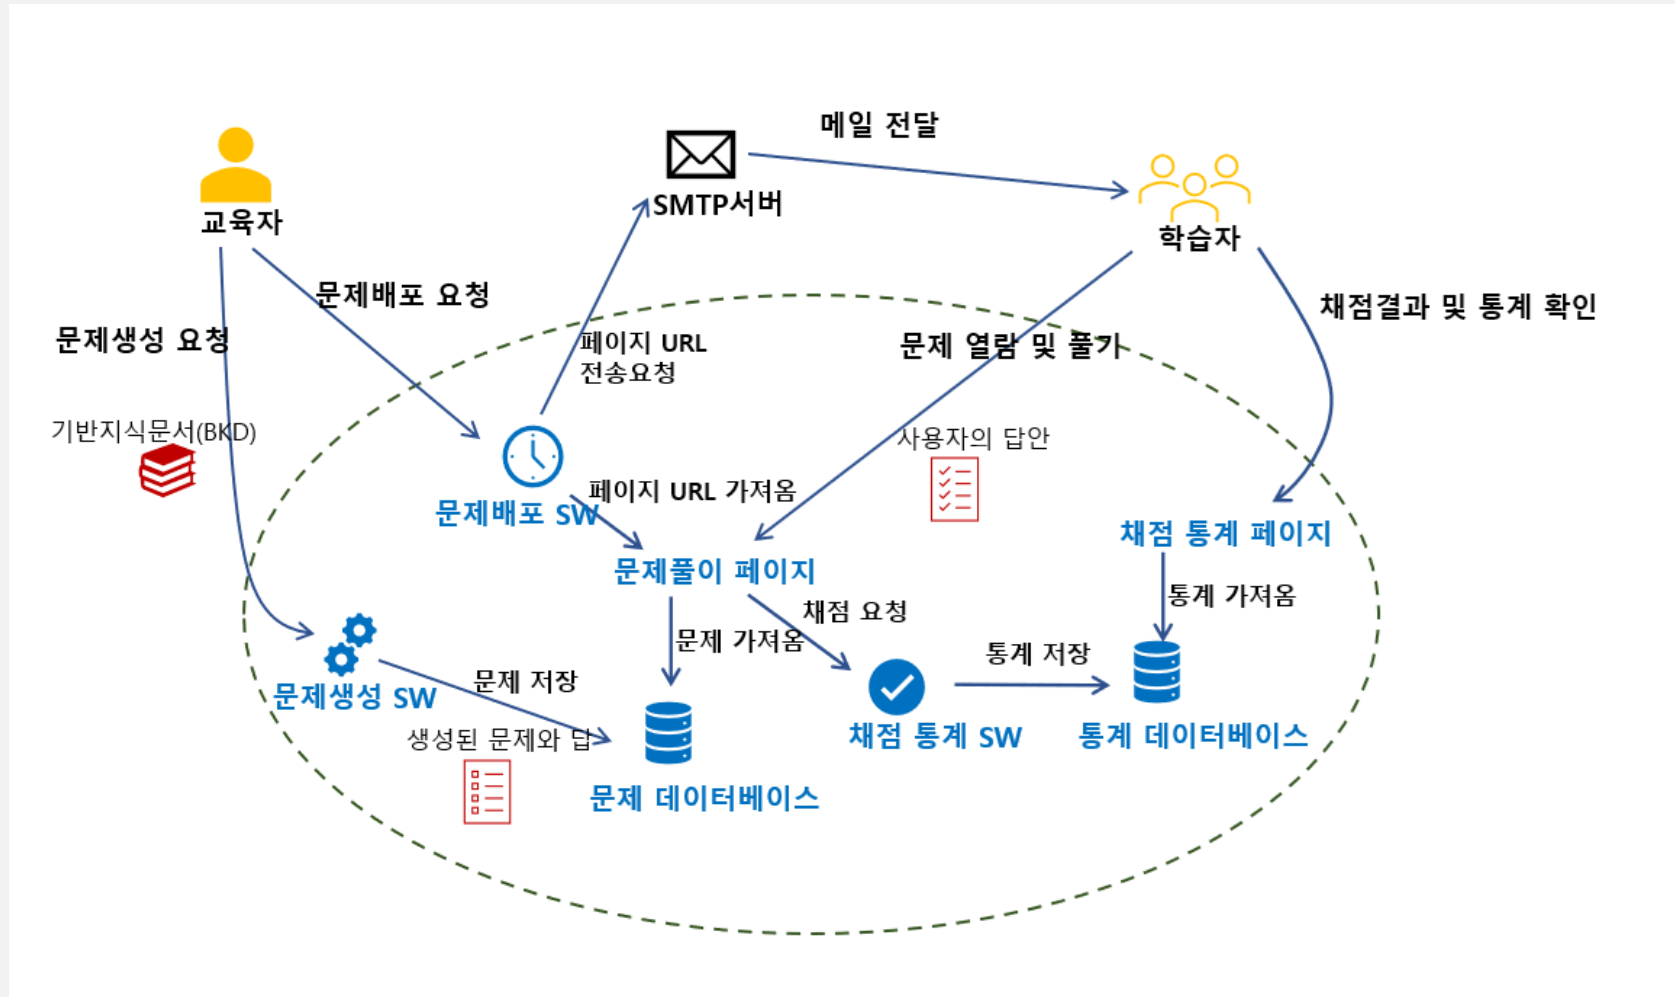 메일 전달
SMTP서버
교육자
학습자
문제배포 요청
채점결과 및 통계 확인
문제생성 요청
페이지 URL
전송요청
문제 열람 및 풀기
기반지식문서(BKD)
사용자의 답안
페이지 URL 가져옴
문제배포 SW
채점 통계 페이지
문제풀이 페이지
통계 가져옴
채점 요청
문제 가져옴
통계 저장
문제 저장
문제생성 SW
생성된 문제와 답
채점 통계 SW
통계 데이터베이스
문제 데이터베이스